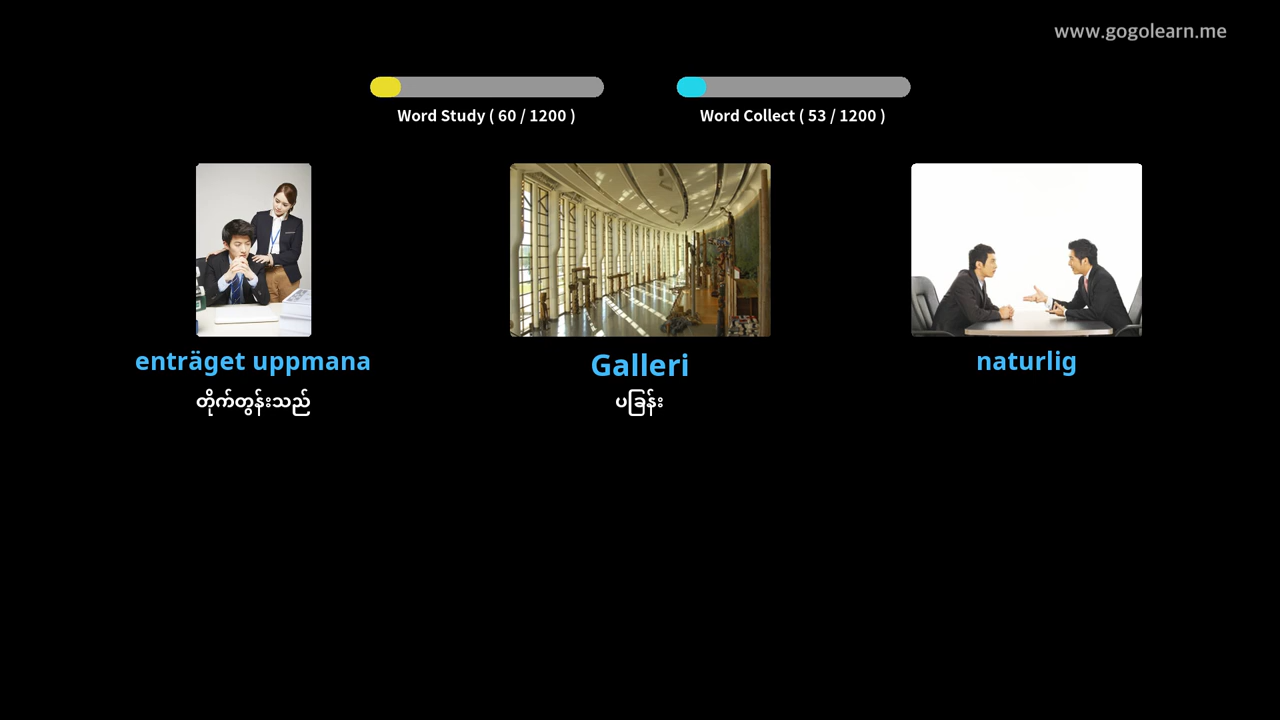 www.gogolearn.me
Word Study ( 60 / 1200 )
Word Collect ( 53 / 1200 )
enträget uppmana
Galleri
naturlig
တိုက်တွန်းသည်
ပခြန်း